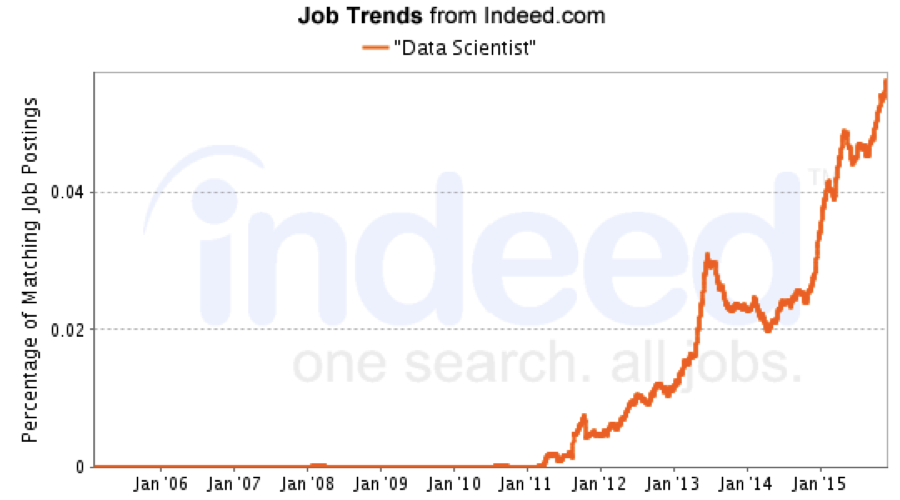 Job Trends from Indeed.com
"Data Scientist"
Percentage of Matching Job Postings
0.04
0.02
0
indeed™
one search. all jobs.
Jan'06 Jan'07 Jan'08 Jan'09 Jan'10 Jan'11 Jan'12 Jan'13 Jan'14 Jan'15